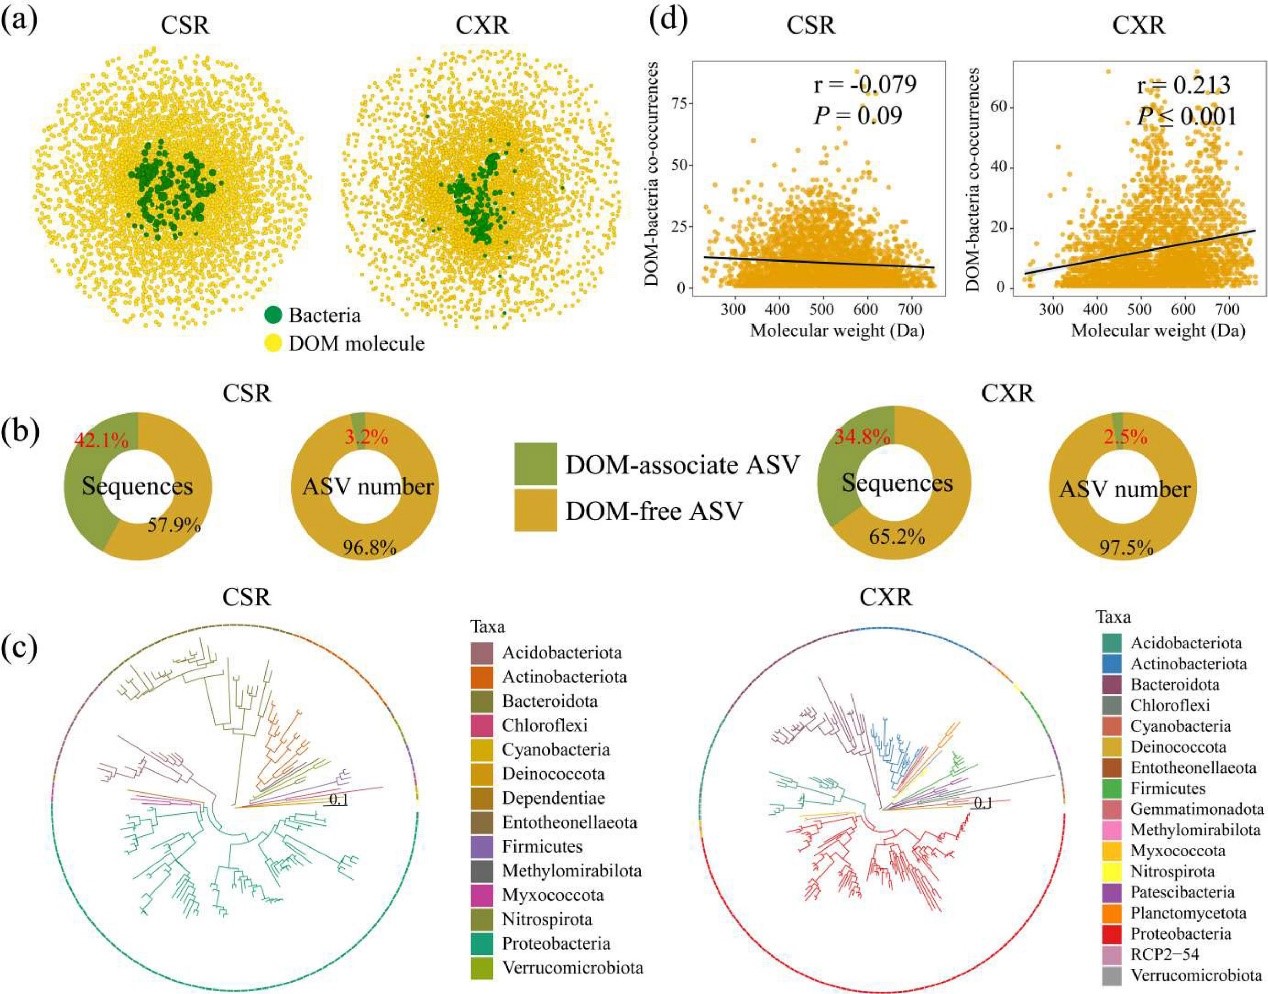 (a)
CSR
CXR
Bacteria
DOM molecule
(d)
CSR
CXR
DOM-bacteria co-occurrences
75
50
25
0
r = -0.079
P = 0.09
300 400 500 600 700
Molecular weight (Da)
DOM-bacteria co-occurrences
60
40
20
0
r = 0.213
P ≤ 0.001
300 400 500 600 700
Molecular weight (Da)
(b)
CSR
CXR
42.1%
Sequences
57.9%
3.2%
ASV number
96.8%
DOM-associate ASV
DOM-free ASV
34.8%
Sequences
65.2%
2.5%
ASV number
97.5%
(c)
CSR
0.1
Taxa
Acidobacteriota
Actinobacteriota
Bacteroidota
Chloroflexi
Cyanobacteria
Deinococcota
Dependentiae
Entotheonellaeota
Firmicutes
Methylomirabilota
Myxococcota
Nitrospirota
Proteobacteria
Verrucomicrobiota
CXR
0.1
Taxa
Acidobacteriota
Actinobacteriota
Bacteroidota
Chloroflexi
Cyanobacteria
Deinococcota
Entotheonellaeota
Firmicutes
Gemmatimonadota
Methylomirabilota
Myxococcota
Nitrospirota
Patescibacteria
Planctomycetota
Proteobacteria
RCP2−54
Verrucomicrobiota